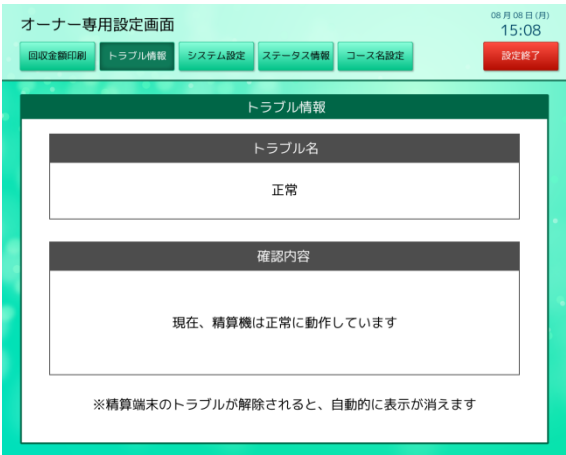 オーナー専用設定画面
08月08日(月)
15:08
回収金額印刷
トラブル情報
システム設定
ステータス情報
コース名設定
設定終了
トラブル情報
トラブル名
正常
確認内容
現在、精算機は正常に動作しています
※精算端末のトラブルが解除されると、自動的に表示が消えます